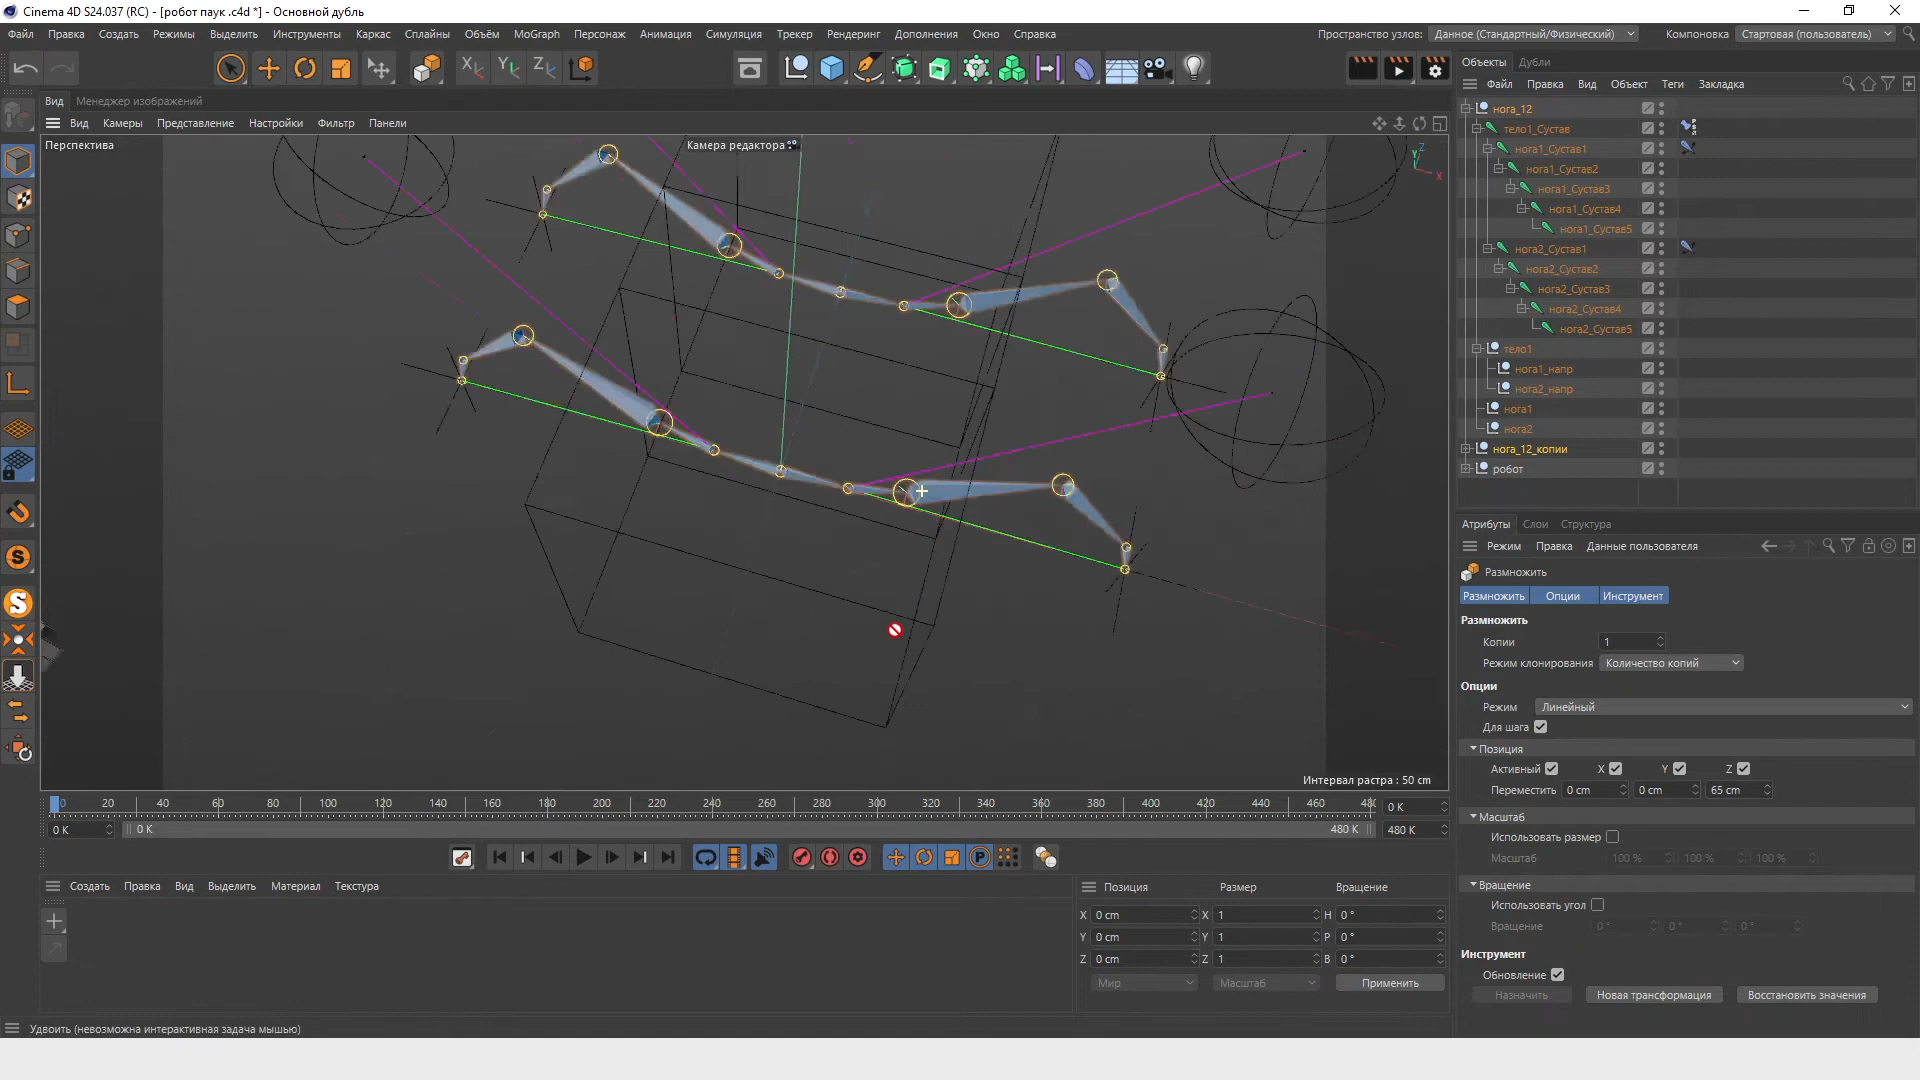 Cinema 4D S24.037 (RC) - [робот паук .c4d *] - Основной дубль
Файл Правка Создать Режимы Выделить Инструменты Каркас Сплайны Объём MoGraph Персонаж Анимация Симуляция Трекер Рендеринг Дополнения Окно Справка
Пространство узлов: Данное (Стандартный/Физический) Компоновка Стартовая (пользователь)
Вид Менеджер изображений
Вид Камеры Представление Настройки Фильтр Панели
Перспектива
Камера редактора
Y Z X
Интервал растра : 50 cm
0 20 40 60 80 100 120 140 160 180 200 220 240 260 280 300 320 340 360 380 400 420 440 460 480
0 K
0 K
0 K
480 K
480 K
Создать Правка Вид Выделить Материал Текстура
Позиция Размер Вращение
X 0 cm X 1 H 0 °
Y 0 cm Y 1 P 0 °
Z 0 cm Z 1 B 0 °
Мир Масштаб Применить
Удвоить (невозможна интерактивная задача мышью)
Объекты Дубли
Файл Правка Вид Объект Теги Закладка
нога_12
тело1_Сустав
нога1_Сустав1
нога1_Сустав2
нога1_Сустав3
нога1_Сустав4
нога1_Сустав5
нога2_Сустав1
нога2_Сустав2
нога2_Сустав3
нога2_Сустав4
нога2_Сустав5
тело1
нога1_напр
нога2_напр
нога1
нога2
нога_12_копии
робот
Атрибуты Слои Структура
Режим Правка Данные пользователя
Размножить
Размножить Опции Инструмент
Размножить
Копии 1
Режим клонирования Количество копий
Опции
Режим Линейный
Для шага
Позиция
Активный X Y Z
Переместить 0 cm 0 cm 65 cm
Масштаб
Использовать размер
Масштаб 100 % 100 % 100 %
Вращение
Использовать угол
Вращение 0 ° 0 ° 0 °
Инструмент
Обновление
Назначить Новая трансформация Восстановить значения